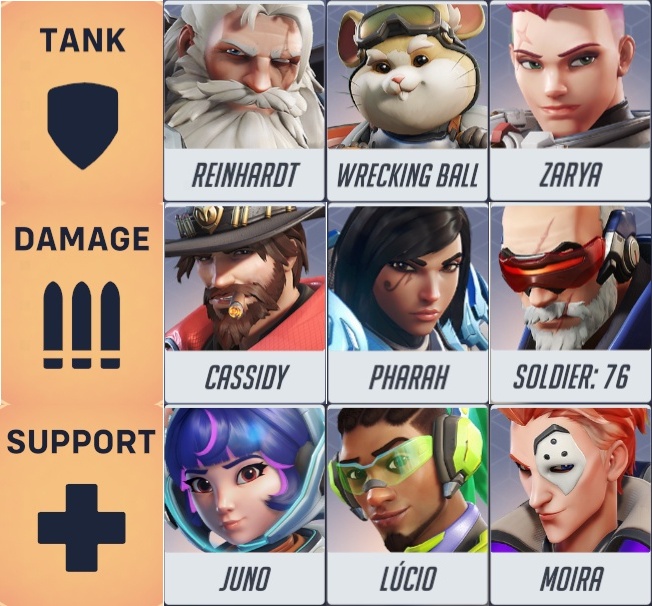 TANK
REINHARDT
WRECKING BALL
ZARYA
DAMAGE
CASSIDY
PHARAH
SOLDIER: 76
SUPPORT
JUNO
LÚCIO
MOIRA